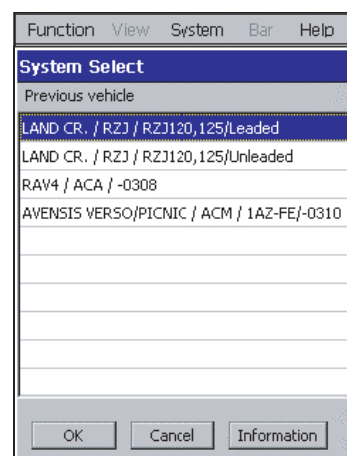 Function View System Bar Help
System Select
Previous vehicle
LAND CR. / RZJ / RZJ120,125/Leaded
LAND CR. / RZJ / RZJ120,125/Unleaded
RAV4 / ACA / -0308
AVENSIS VERSO/PICNIC / ACM / 1AZ-FE/-0310
OK Cancel Information